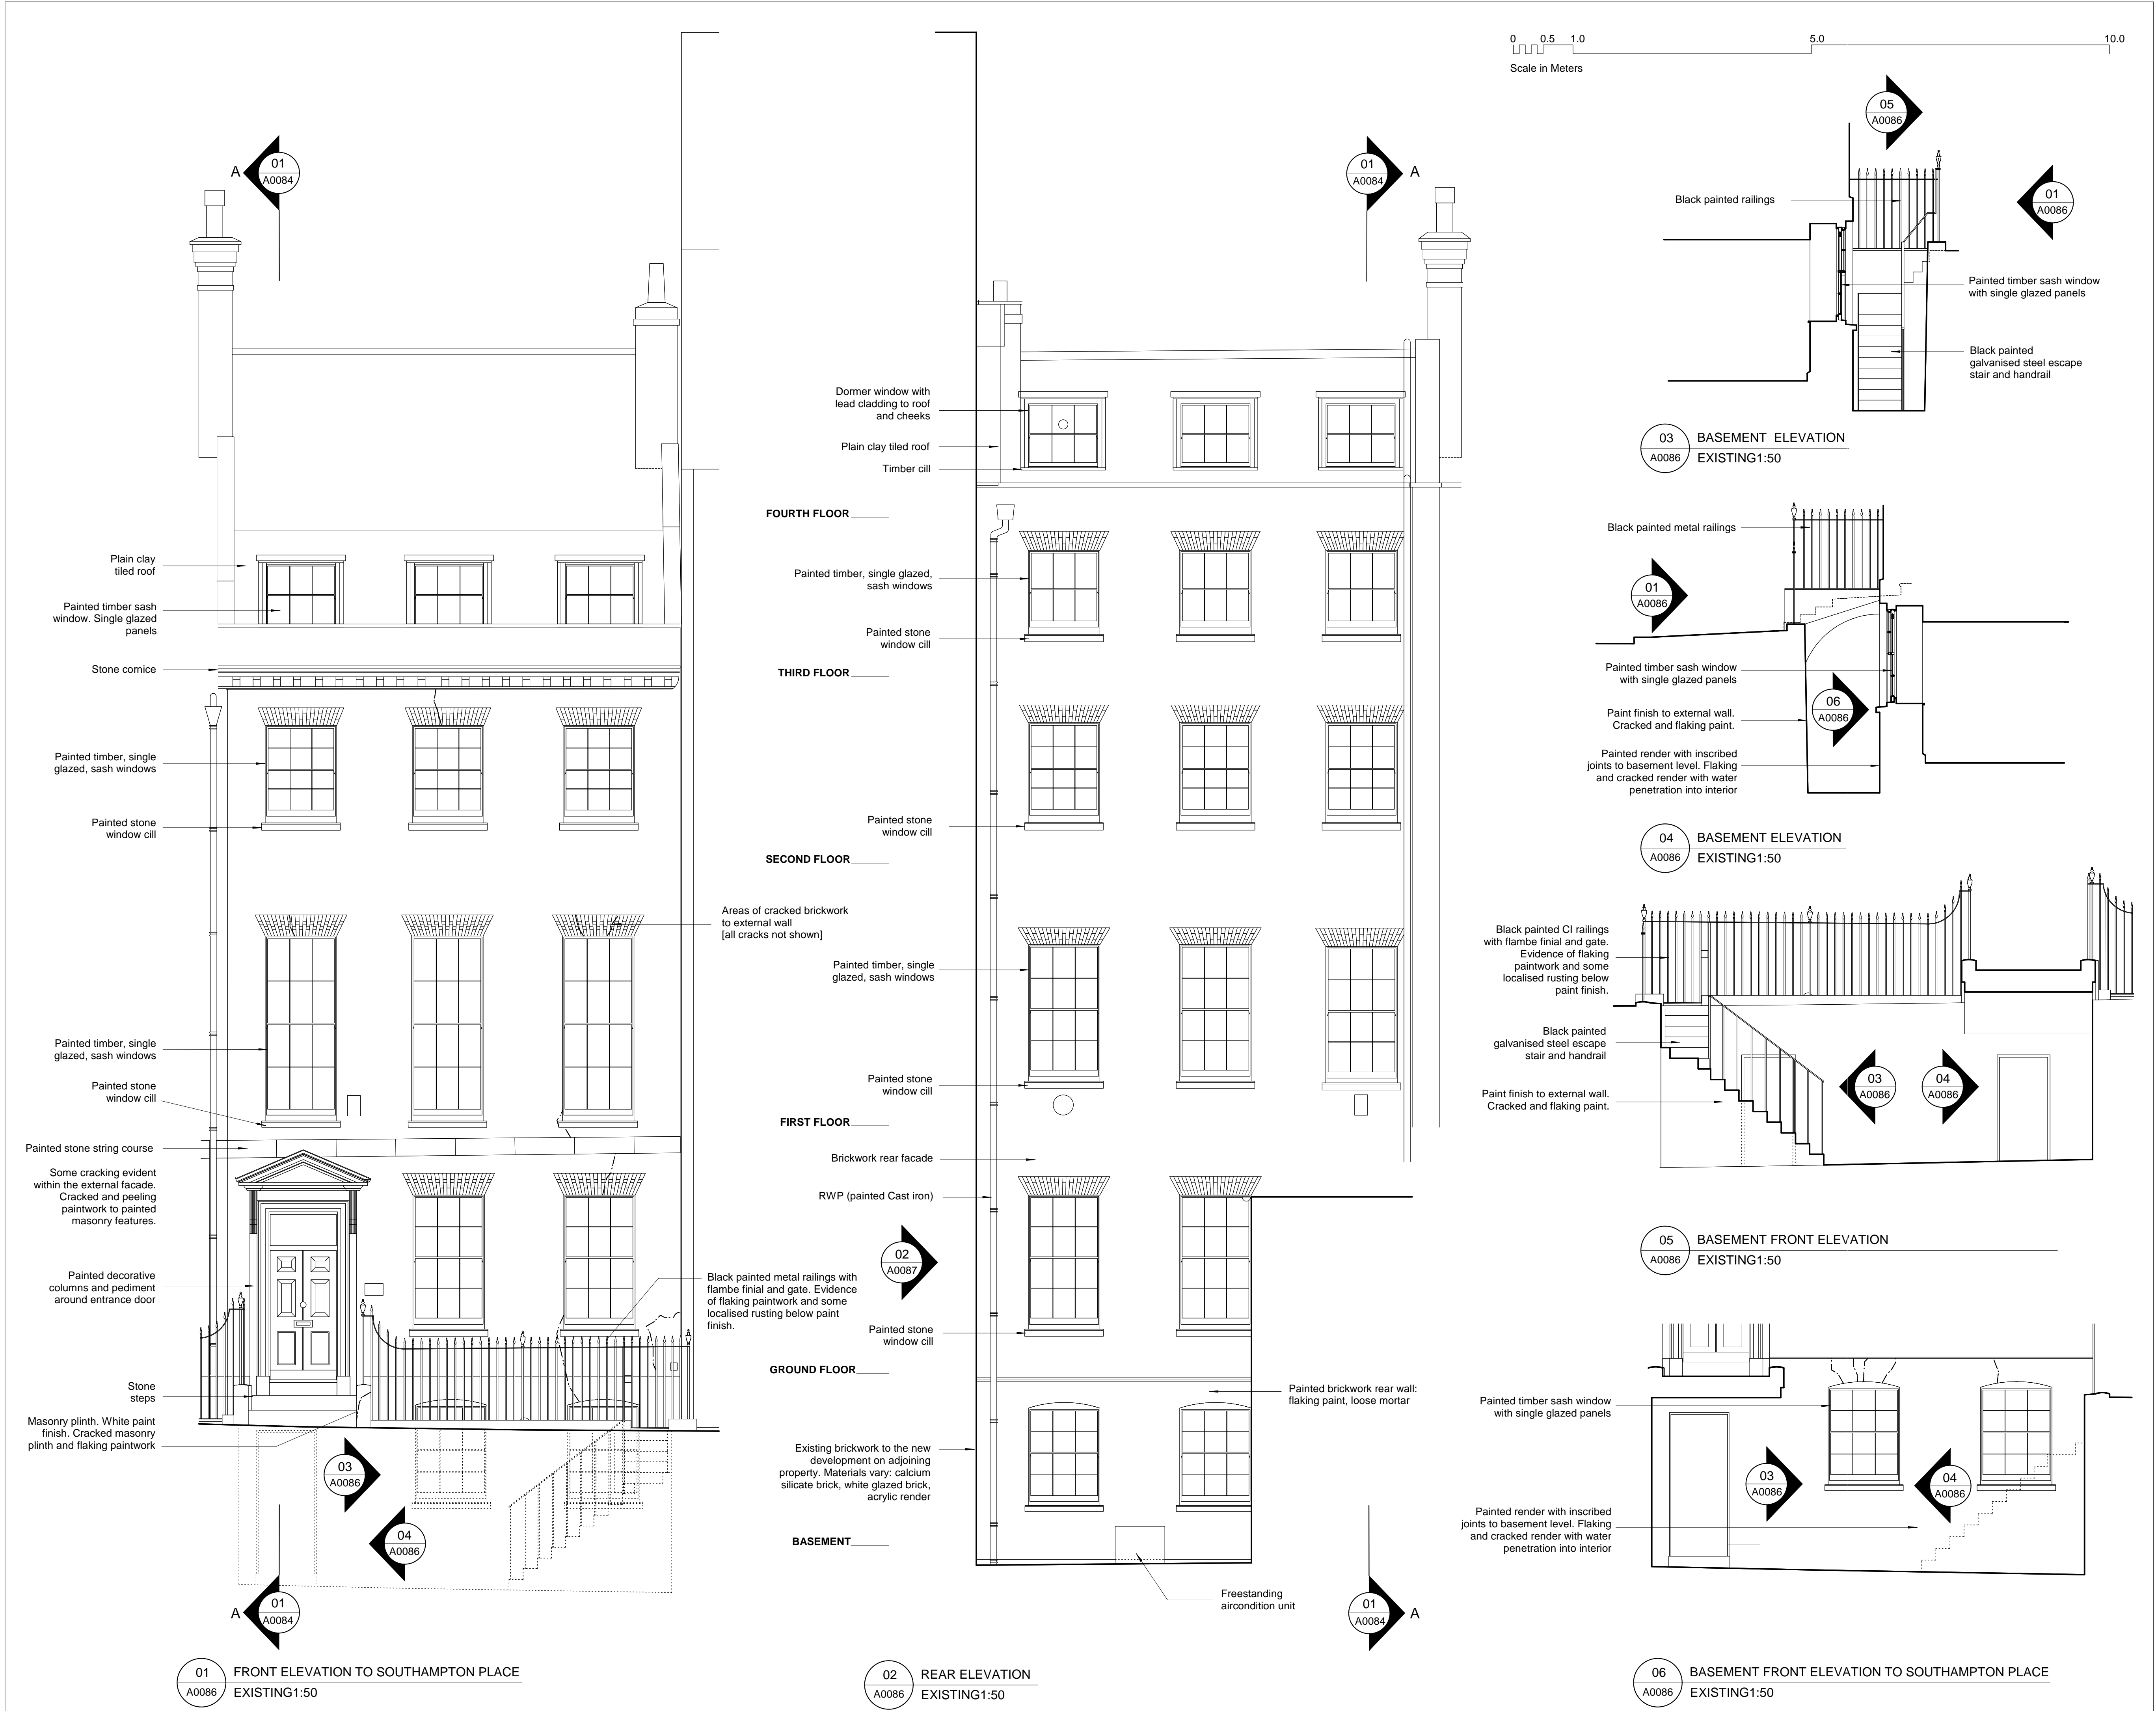 0 0.5 1.0 5.0 10.0
Scale in Meters
A
01
A0084
Plain clay
tiled roof
Painted timber sash
window. Single glazed
panels
Stone cornice
Painted timber, single
glazed, sash windows
Painted stone
window cill
Areas of cracked brickwork
to external wall
[all cracks not shown]
Painted timber, single
glazed, sash windows
Painted stone
window cill
Painted stone string course
Some cracking evident
within the external facade.
Cracked and peeling
paintwork to painted
masonry features.
Painted decorative
columns and pediment
around entrance door
Black painted metal railings with
flambe finial and gate. Evidence
of flaking paintwork and some
localised rusting below paint
finish.
Stone
steps
Masonry plinth. White paint
finish. Cracked masonry
plinth and flaking paintwork
03
A0086
04
A0086
A
01
A0084
01
A0086
FRONT ELEVATION TO SOUTHAMPTON PLACE
EXISTING1:50
01
A0084
A
Dormer window with
lead cladding to roof
and cheeks
Plain clay tiled roof
Timber cill
FOURTH FLOOR
Painted timber, single glazed,
sash windows
Painted stone
window cill
THIRD FLOOR
Painted stone
window cill
SECOND FLOOR
Painted timber, single
glazed, sash windows
Painted stone
window cill
FIRST FLOOR
Brickwork rear facade
RWP (painted Cast iron)
02
A0087
Painted stone
window cill
GROUND FLOOR
Painted brickwork rear wall:
flaking paint, loose mortar
Existing brickwork to the new
development on adjoining
property. Materials vary: calcium
silicate brick, white glazed brick,
acrylic render
BASEMENT
Freestanding
aircondition unit
01
A0084
A
02
A0086
REAR ELEVATION
EXISTING1:50
05
A0086
01
A0086
Black painted railings
Painted timber sash window
with single glazed panels
Black painted
galvanised steel escape
stair and handrail
03
A0086
BASEMENT ELEVATION
EXISTING1:50
Black painted metal railings
01
A0086
Painted timber sash window
with single glazed panels
06
A0086
Paint finish to external wall.
Cracked and flaking paint.
Painted render with inscribed
joints to basement level. Flaking
and cracked render with water
penetration into interior
04
A0086
BASEMENT ELEVATION
EXISTING1:50
Black painted CI railings
with flambe finial and gate.
Evidence of flaking
paintwork and some
localised rusting below
paint finish.
Black painted
galvanised steel escape
stair and handrail
03
A0086
04
A0086
Paint finish to external wall.
Cracked and flaking paint.
05
A0086
BASEMENT FRONT ELEVATION
EXISTING1:50
Painted timber sash window
with single glazed panels
03
A0086
04
A0086
Painted render with inscribed
joints to basement level. Flaking
and cracked render with water
penetration into interior
06
A0086
BASEMENT FRONT ELEVATION TO SOUTHAMPTON PLACE
EXISTING1:50